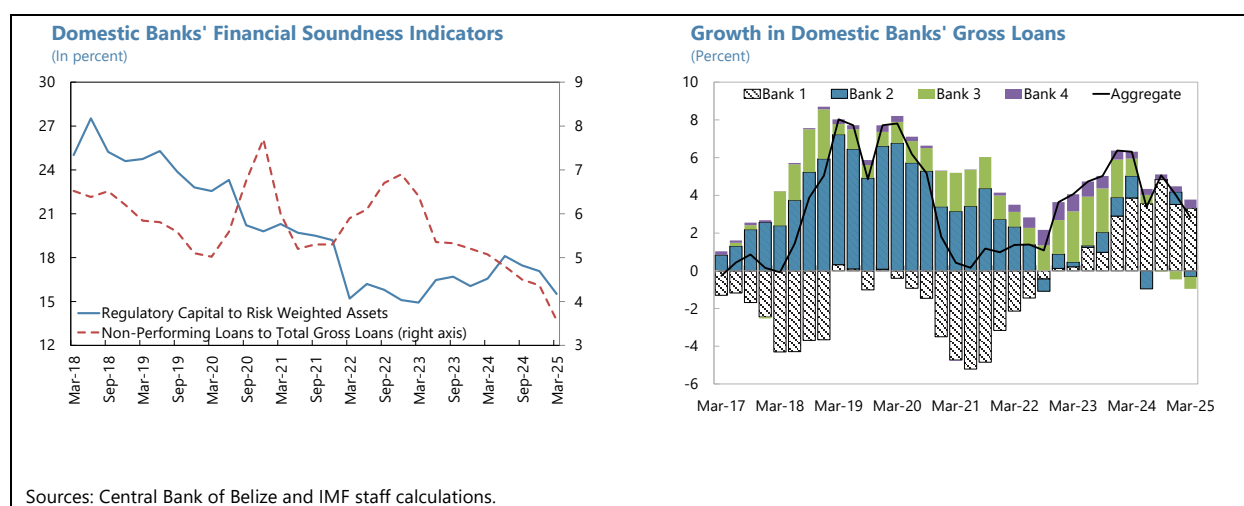 Domestic Banks' Financial Soundness Indicators
(In percent)
30
27
24
21
18
15
12
9
8
7
6
5
4
3
Regulatory Capital to Risk Weighted Assets
Non-Performing Loans to Total Gross Loans (right axis)
Mar-18
Sep-18
Mar-19
Sep-19
Mar-20
Sep-20
Mar-21
Sep-21
Mar-22
Sep-22
Mar-23
Sep-23
Mar-24
Sep-24
Mar-25
Growth in Domestic Banks' Gross Loans
(Percent)
10
8
6
4
2
0
-2
-4
-6
Bank 1 Bank 2 Bank 3 Bank 4 Aggregate
Mar-17 Mar-18 Mar-19 Mar-20 Mar-21 Mar-22 Mar-23 Mar-24 Mar-25
Sources: Central Bank of Belize and IMF staff calculations.